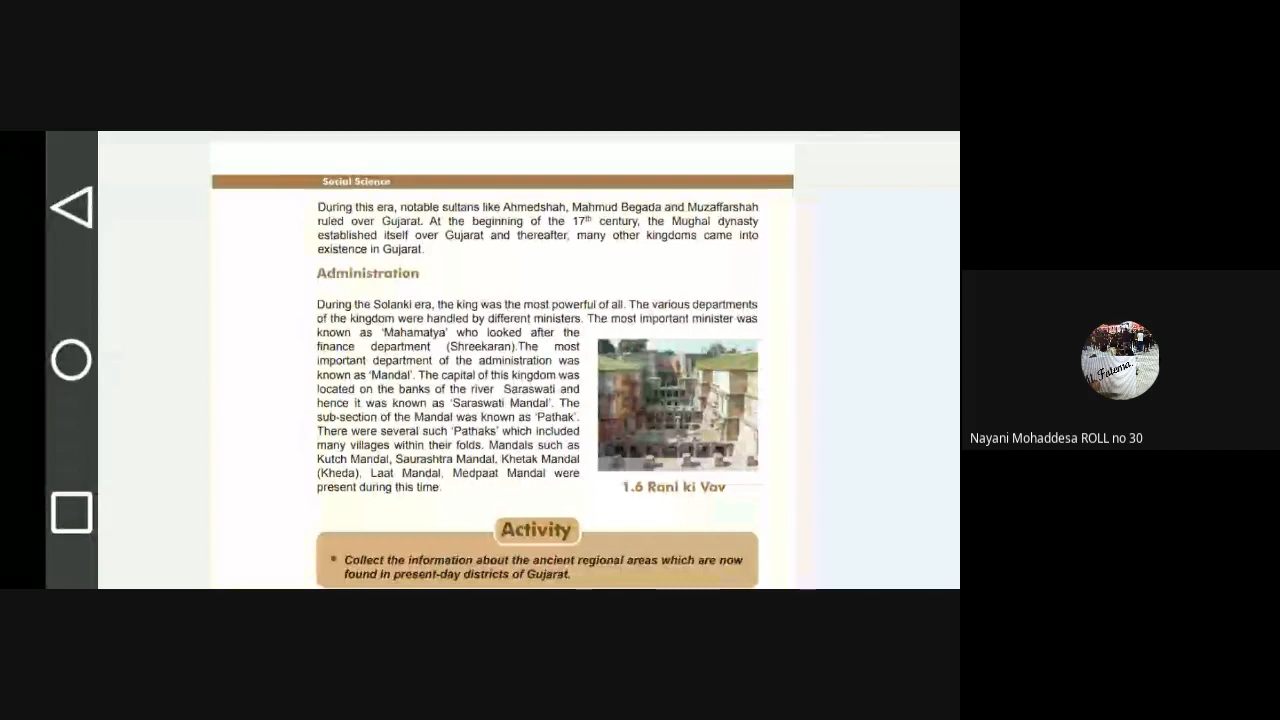 Social Science
During this era, notable sultans like Ahmedshah, Mahmud Begada and Muzaffarshah
ruled over Gujarat. At the beginning of the 17th century, the Mughal dynasty
established itself over Gujarat and thereafter, many other kingdoms came into
existence in Gujarat.
Administration
During the Solanki era, the king was the most powerful of all. The various departments
of the kingdom were handled by different ministers. The most important minister was
known as 'Mahamatya' who looked after the
finance department (Shreekaran).The most
important department of the administration was
known as 'Mandal'. The capital of this kingdom was
located on the banks of the river Saraswati and
hence it was known as 'Saraswati Mandal'. The
sub-section of the Mandal was known as 'Pathak'.
There were several such 'Pathaks' which included
many villages within their folds. Mandals such as
Kutch Mandal, Saurashtra Mandal, Khetak Mandal
(Kheda), Laat Mandal, Medpaat Mandal were
present during this time.
1.6 Rani ki Vav
Activity
* Collect the information about the ancient regional areas which are now
found in present-day districts of Gujarat.
Fatema.
Nayani Mohaddesa ROLL no 30